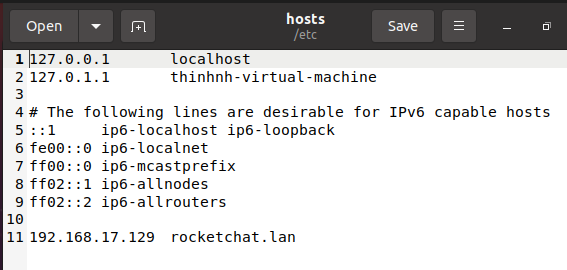 Open hosts Save
/etc
1 127.0.0.1 localhost
2 127.0.1.1 thinhnh-virtual-machine
3
4 # The following lines are desirable for IPv6 capable hosts
5 ::1 ip6-localhost ip6-loopback
6 fe00::0 ip6-localnet
7 ff00::0 ip6-mcastprefix
8 ff02::1 ip6-allnodes
9 ff02::2 ip6-allrouters
10
11 192.168.17.129 rocketchat.lan